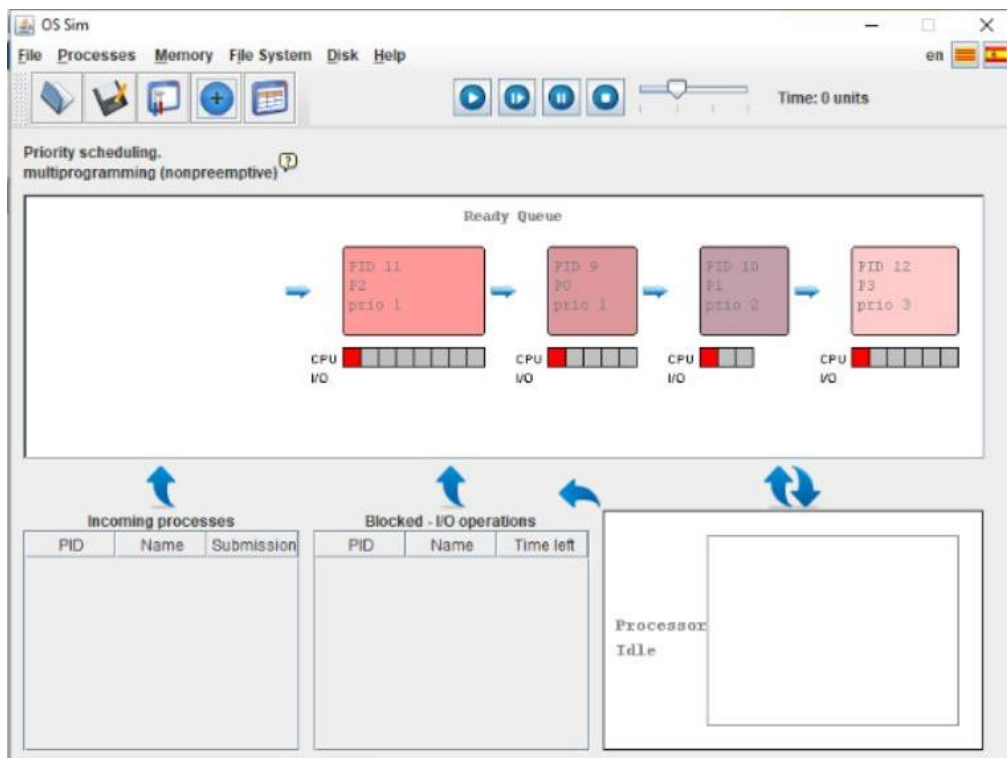 OS Sim
File Processes Memory File System Disk Help
en
Time: 0 units
Priority scheduling.
multiprogramming (nonpreemptive)
?
Ready Queue
PID 11
P2
prio 1
CPU
I/O
PID 9
P0
prio 1
CPU
I/O
PID 10
P1
prio 2
CPU
I/O
PID 12
P3
prio 3
CPU
I/O
Incoming processes
PID Name Submission
Blocked - I/O operations
PID Name Time left
Processor
Idle